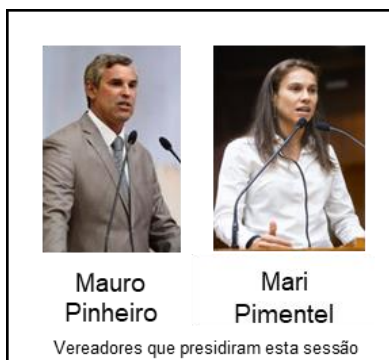 Mauro Mari
Pinheiro Pimentel
Vereadores que presidiram esta sessão